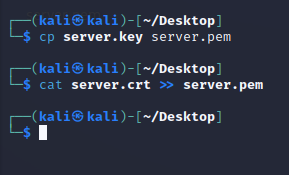 ┌──(kali㉿kali)-[~/Desktop]
└─$ cp server.key server.pem
┌──(kali㉿kali)-[~/Desktop]
└─$ cat server.crt >> server.pem
┌──(kali㉿kali)-[~/Desktop]
└─$